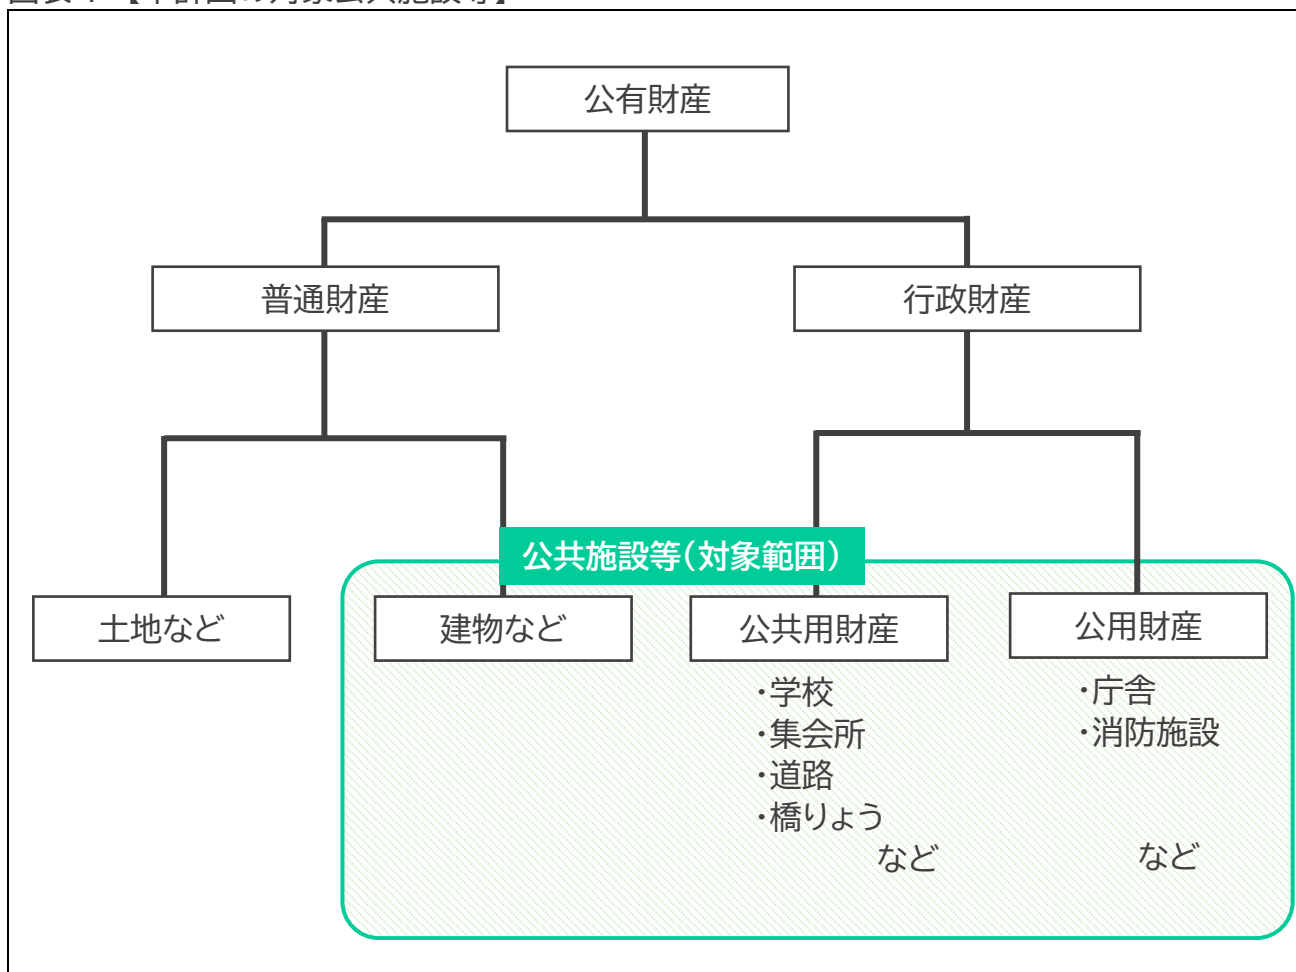 公有財産
普通財産
行政財産
公共施設等(対象範囲)
土地など
建物など
公共用財産
公用財産
・学校
・集会所
・道路
・橋りょう
など
・庁舎
・消防施設
など